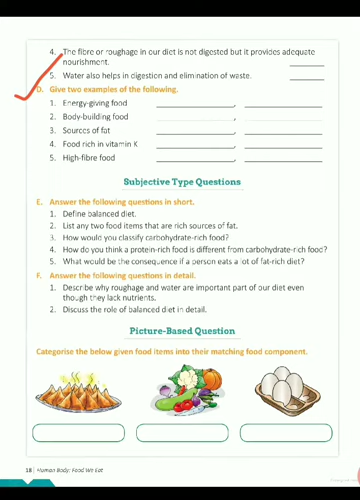 4. The fibre or roughage in our diet is not digested but it provides adequate
nourishment.
5. Water also helps in digestion and elimination of waste.
D. Give two examples of the following.
1. Energy-giving food ,
2. Body-building food ,
3. Sources of fat ,
4. Food rich in vitamin K ,
5. High-fibre food ,
Subjective Type Questions
E. Answer the following questions in short.
1. Define balanced diet.
2. List any two food items that are rich sources of fat.
3. How would you classify carbohydrate-rich food?
4. How do you think a protein-rich food is different from carbohydrate-rich food?
5. What would be the consequence if a person eats a lot of fat-rich diet?
F. Answer the following questions in detail.
1. Describe why roughage and water are important part of our diet even
though they lack nutrients.
2. Discuss the role of balanced diet in detail.
Picture-Based Question
Categorise the below given food items into their matching food component.
18 | Human Body: Food We Eat